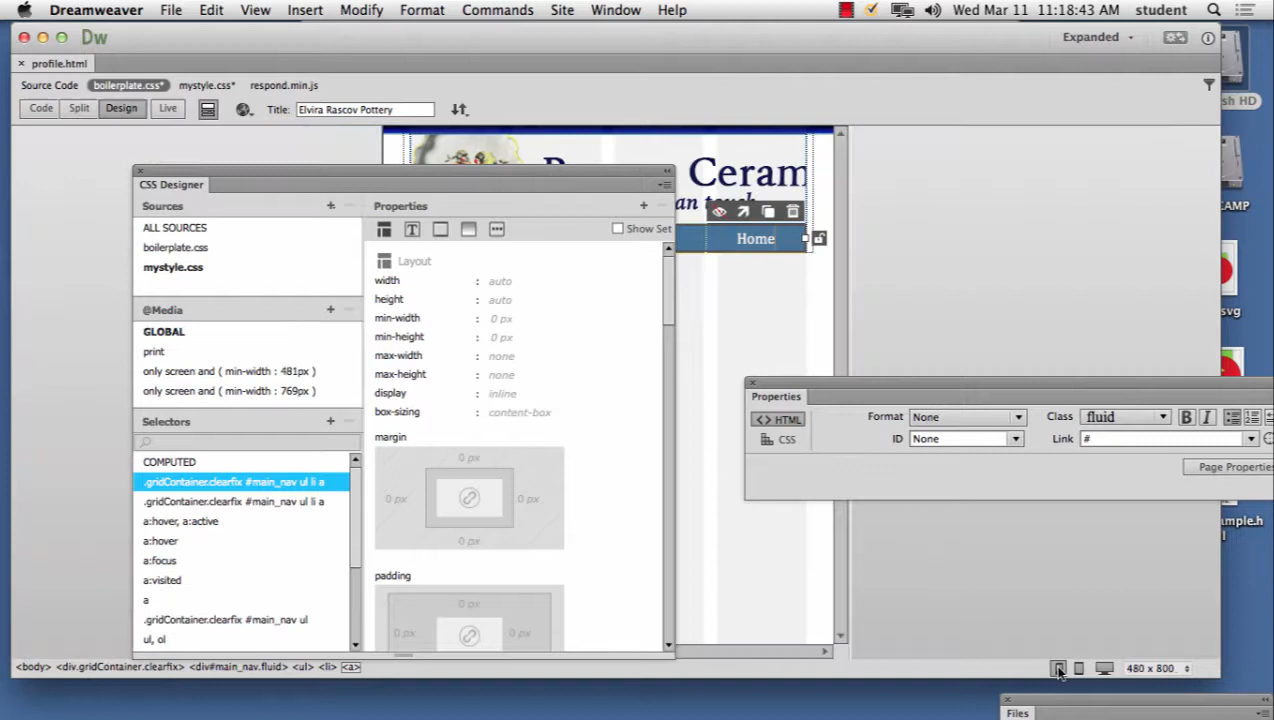 Dreamweaver File Edit View Insert Modify Format Commands Site Window Help Wed Mar 11 11:18:43 AM student
Dw Expanded
profile.html
Source Code boilerplate.css* mystyle.css* respond.min.js
Code Split Design Live Title: Elvira Rascov Pottery
Ceram
an touch
Home
CSS Designer
Sources
ALL SOURCES
boilerplate.css
mystyle.css
@Media
GLOBAL
print
only screen and ( min-width : 481px )
only screen and ( min-width : 769px )
Selectors
COMPUTED
.gridContainer.clearfix #main_nav ul li a
.gridContainer.clearfix #main_nav ul li a
a:hover, a:active
a:hover
a:focus
a:visited
a
.gridContainer.clearfix #main_nav ul
ul, ol
Properties
Show Set
Layout
width : auto
height : auto
min-width : 0 px
min-height : 0 px
max-width : none
max-height : none
display : inline
box-sizing : content-box
margin
0 px
0 px 0 px
0 px
padding
0 px
0 px 0 px
Properties
<> HTML Format None Class fluid B I
CSS ID None Link #
Page Properties
<body> <div.gridContainer.clearfix> <div#main_nav.fluid> <ul> <li> <a>
480 x 800
Files
sh HD
CAMP
svg
ample.h
l